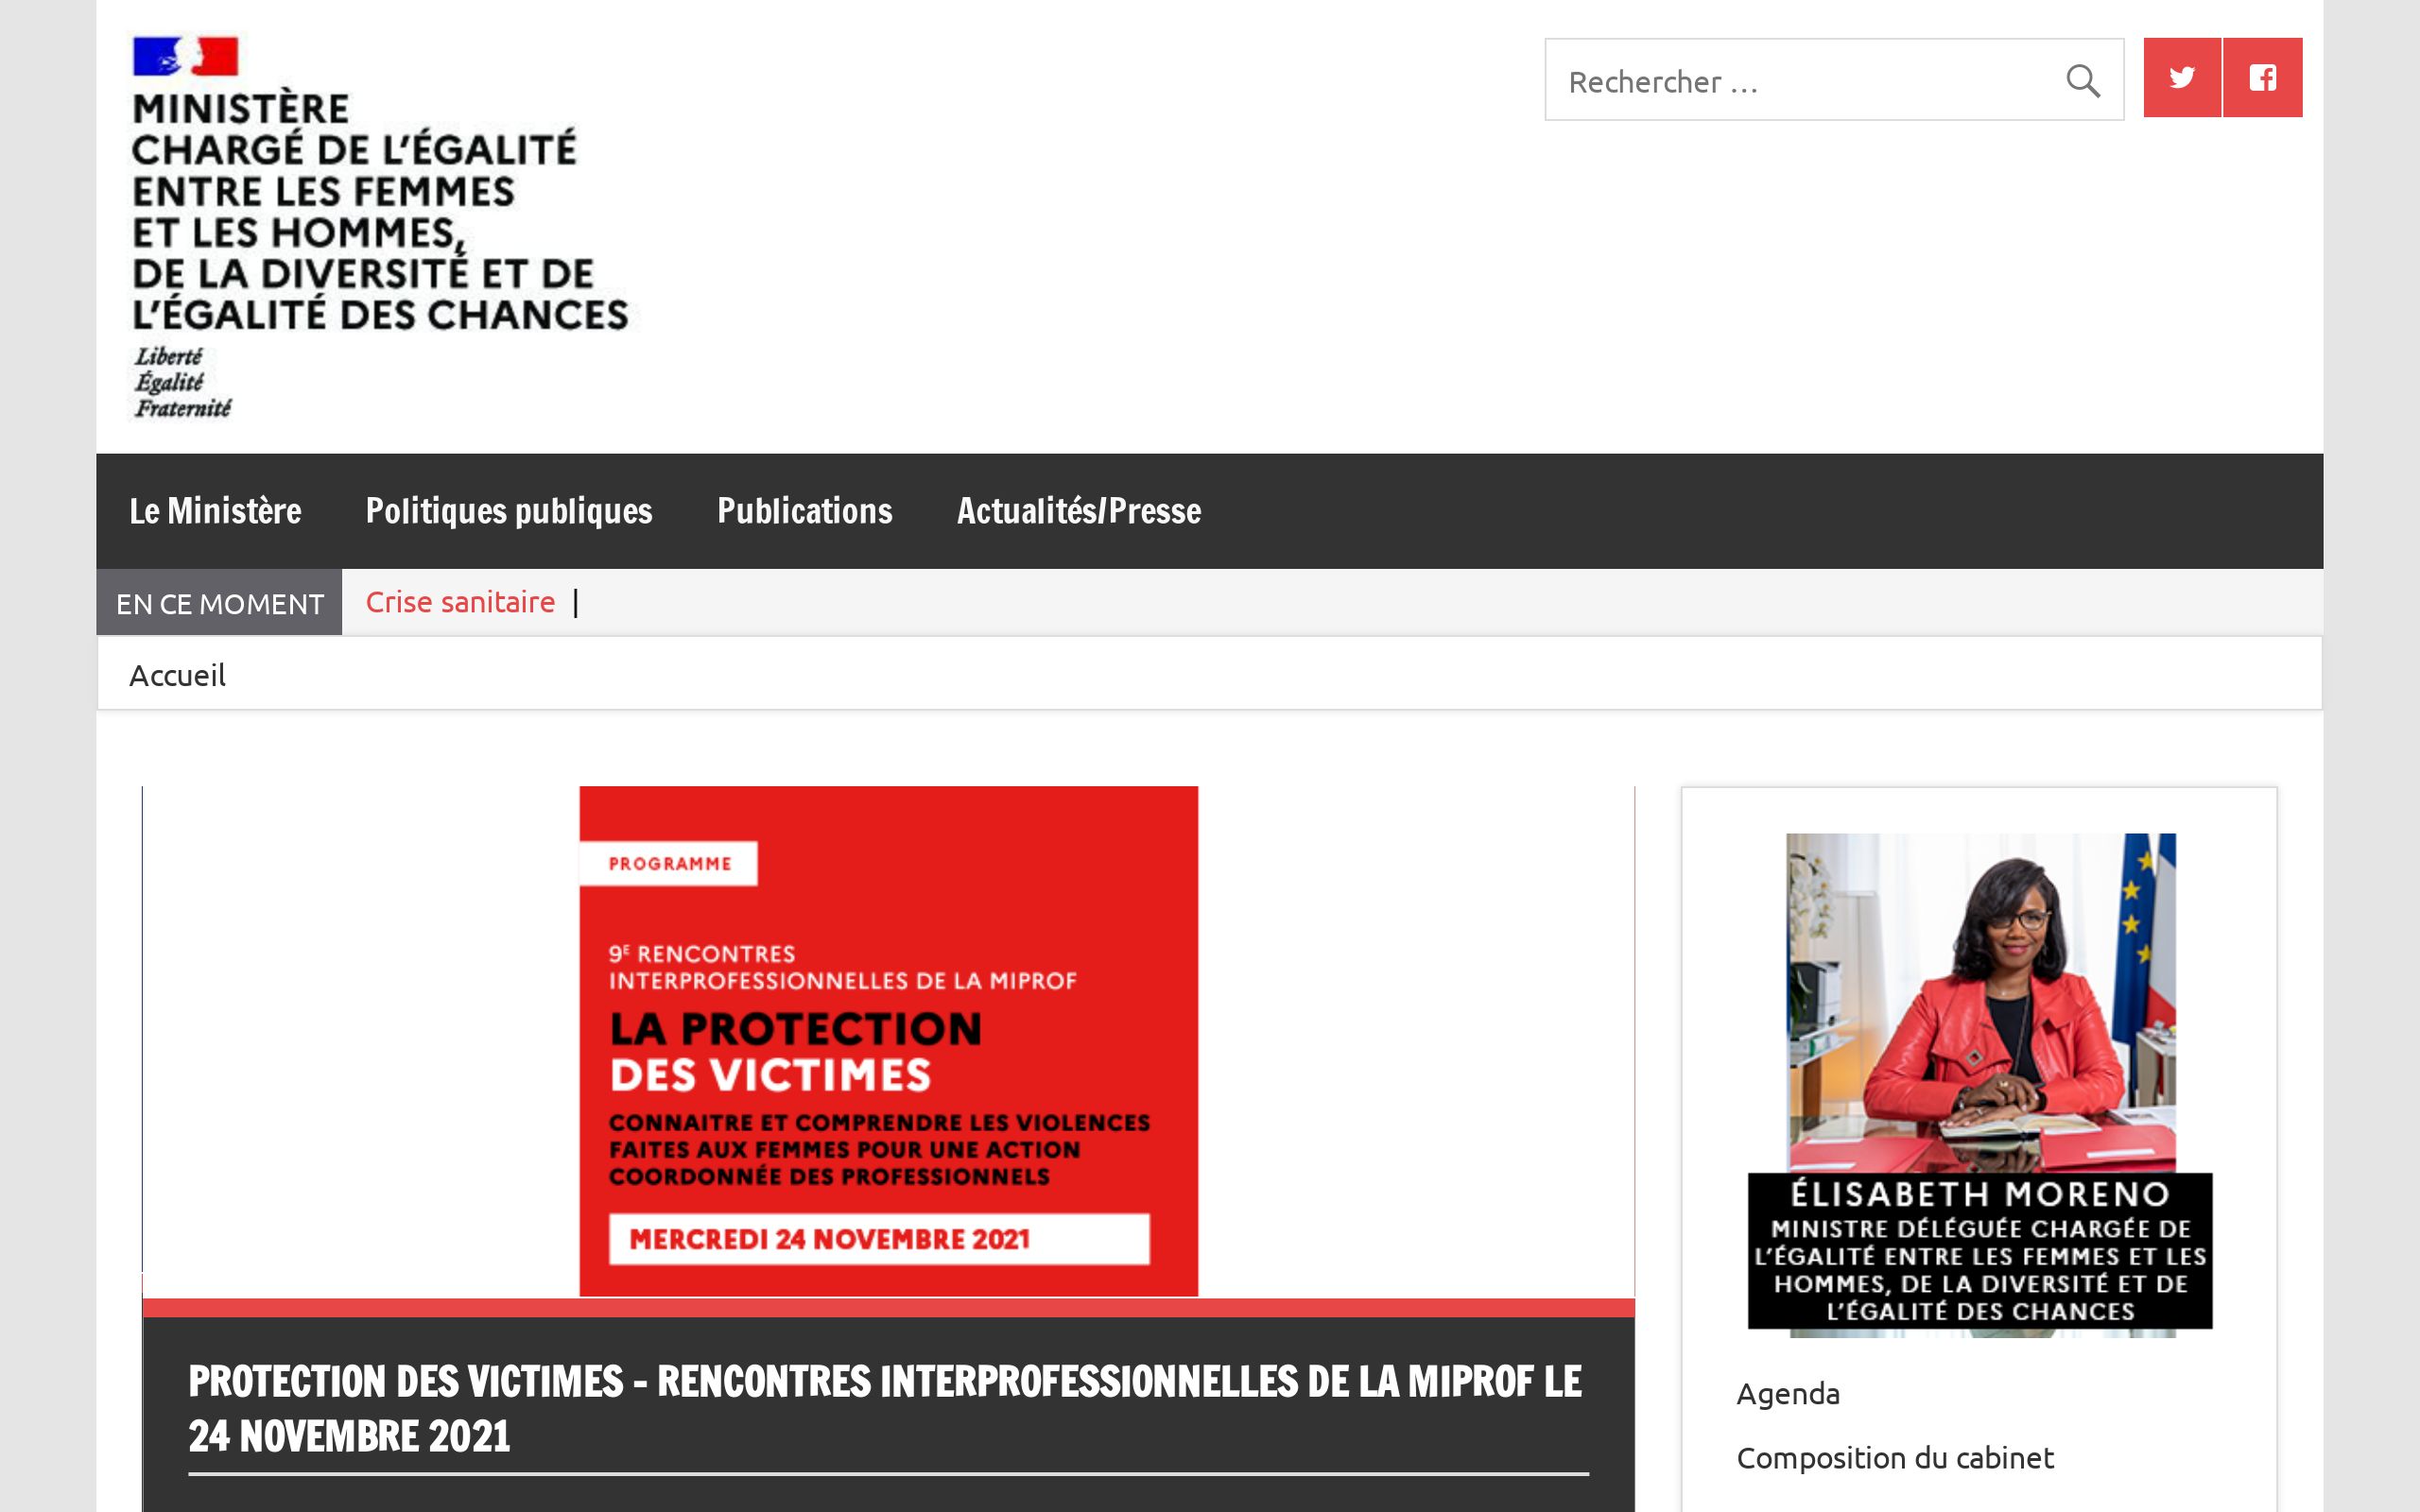 MINISTÈRE
CHARGÉ DE L'ÉGALITÉ
ENTRE LES FEMMES
ET LES HOMMES,
DE LA DIVERSITÉ ET DE
L'ÉGALITÉ DES CHANCES
Liberté
Égalité
Fraternité
Rechercher …
Le Ministère
Politiques publiques
Publications
Actualités/Presse
EN CE MOMENT
Crise sanitaire |
Accueil
PROGRAMME
9E RENCONTRES
INTERPROFESSIONNELLES DE LA MIPROF
LA PROTECTION
DES VICTIMES
CONNAITRE ET COMPRENDRE LES VIOLENCES
FAITES AUX FEMMES POUR UNE ACTION
COORDONNÉE DES PROFESSIONNELS
MERCREDI 24 NOVEMBRE 2021
PROTECTION DES VICTIMES - RENCONTRES INTERPROFESSIONNELLES DE LA MIPROF LE
24 NOVEMBRE 2021
ÉLISABETH MORENO
MINISTRE DÉLÉGUÉE CHARGÉE DE
L'ÉGALITÉ ENTRE LES FEMMES ET LES
HOMMES, DE LA DIVERSITÉ ET DE
L'ÉGALITÉ DES CHANCES
Agenda
Composition du cabinet